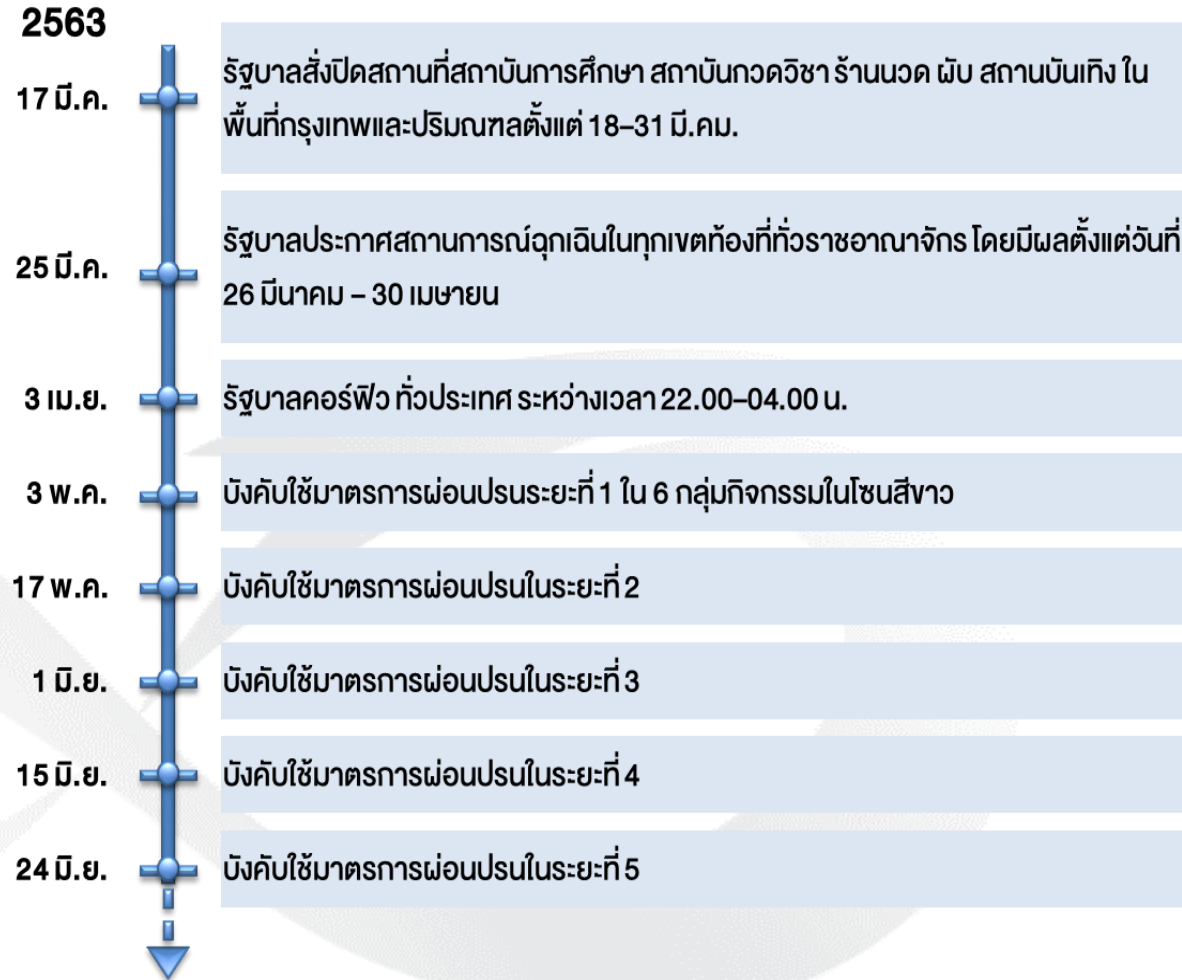 2563
17 มี.ค.
รัฐบาลสั่งปิดสถานที่สถาบันการศึกษา สถาบันกวดวิชา ร้านนวด ผับ สถานบันเทิง ใน
พื้นที่กรุงเทพและปริมณฑลตั้งแต่ 18–31 มี.คม.
25 มี.ค.
รัฐบาลประกาศสถานการณ์ฉุกเฉินในทุกเขตท้องที่ทั่วราชอาณาจักร โดยมีผลตั้งแต่วันที่
26 มีนาคม – 30 เมษายน
3 เม.ย.
รัฐบาลคอร์ฟิว ทั่วประเทศ ระหว่างเวลา 22.00–04.00 น.
3 พ.ค.
บังคับใช้มาตรการผ่อนปรนระยะที่ 1 ใน 6 กลุ่มกิจกรรมในโซนสีขาว
17 พ.ค.
บังคับใช้มาตรการผ่อนปรนในระยะที่ 2
1 มิ.ย.
บังคับใช้มาตรการผ่อนปรนในระยะที่ 3
15 มิ.ย.
บังคับใช้มาตรการผ่อนปรนในระยะที่ 4
24 มิ.ย.
บังคับใช้มาตรการผ่อนปรนในระยะที่ 5